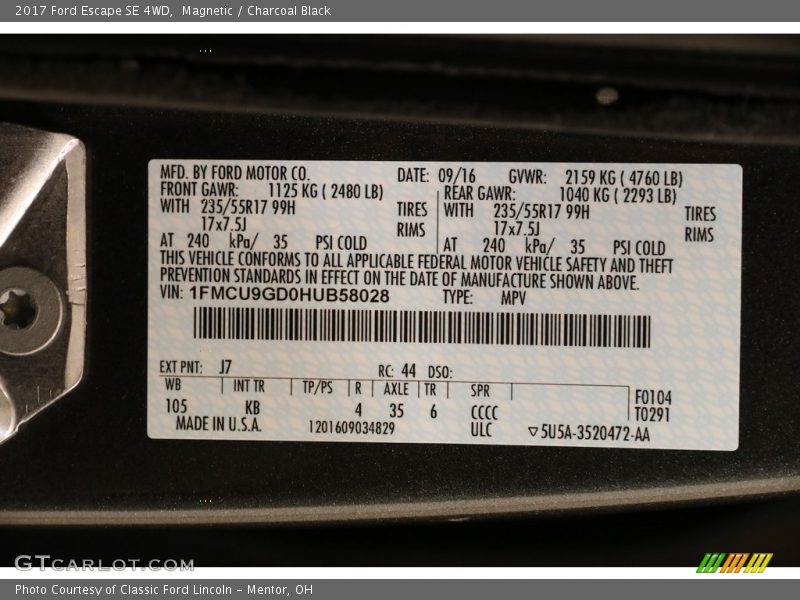 2017 Ford Escape SE 4WD, Magnetic / Charcoal Black
MFD. BY FORD MOTOR CO. DATE: 09/16 GVWR: 2159 KG ( 4760 LB)
FRONT GAWR: 1125 KG ( 2480 LB) REAR GAWR: 1040 KG ( 2293 LB)
WITH 235/55R17 99H TIRES WITH 235/55R17 99H TIRES
17x7.5J RIMS 17x7.5J RIMS
AT 240 kPa/ 35 PSI COLD AT 240 kPa/ 35 PSI COLD
THIS VEHICLE CONFORMS TO ALL APPLICABLE FEDERAL MOTOR VEHICLE SAFETY AND THEFT
PREVENTION STANDARDS IN EFFECT ON THE DATE OF MANUFACTURE SHOWN ABOVE.
VIN: 1FMCU9GD0HUB58028 TYPE: MPV
EXT PNT: J7 RC: 44 DSO:
WB INT TR TP/PS R AXLE TR SPR F0104
105 KB 4 35 6 CCCC T0291
MADE IN U.S.A. 1201609034829 ULC ▽5U5A-3520472-AA
GTCARLOT.COM
Photo Courtesy of Classic Ford Lincoln - Mentor, OH